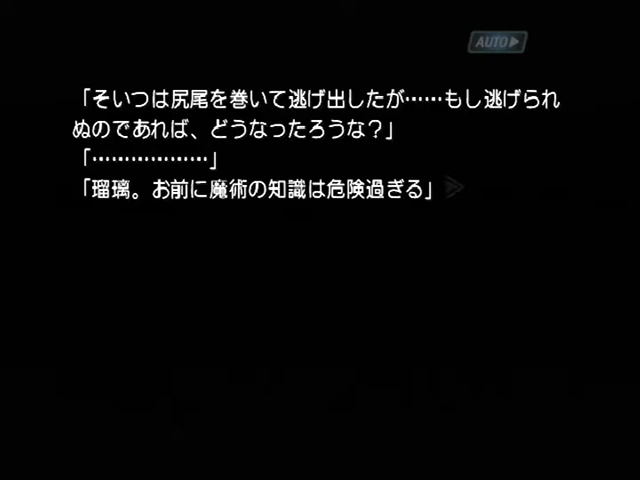 AUTO▶
「そいつは尻尾を巻いて逃げ出したが……もし逃げられ
ぬのであれば、どうなったろうな？」
「………………」
「瑠璃。お前に魔術の知識は危険過ぎる」